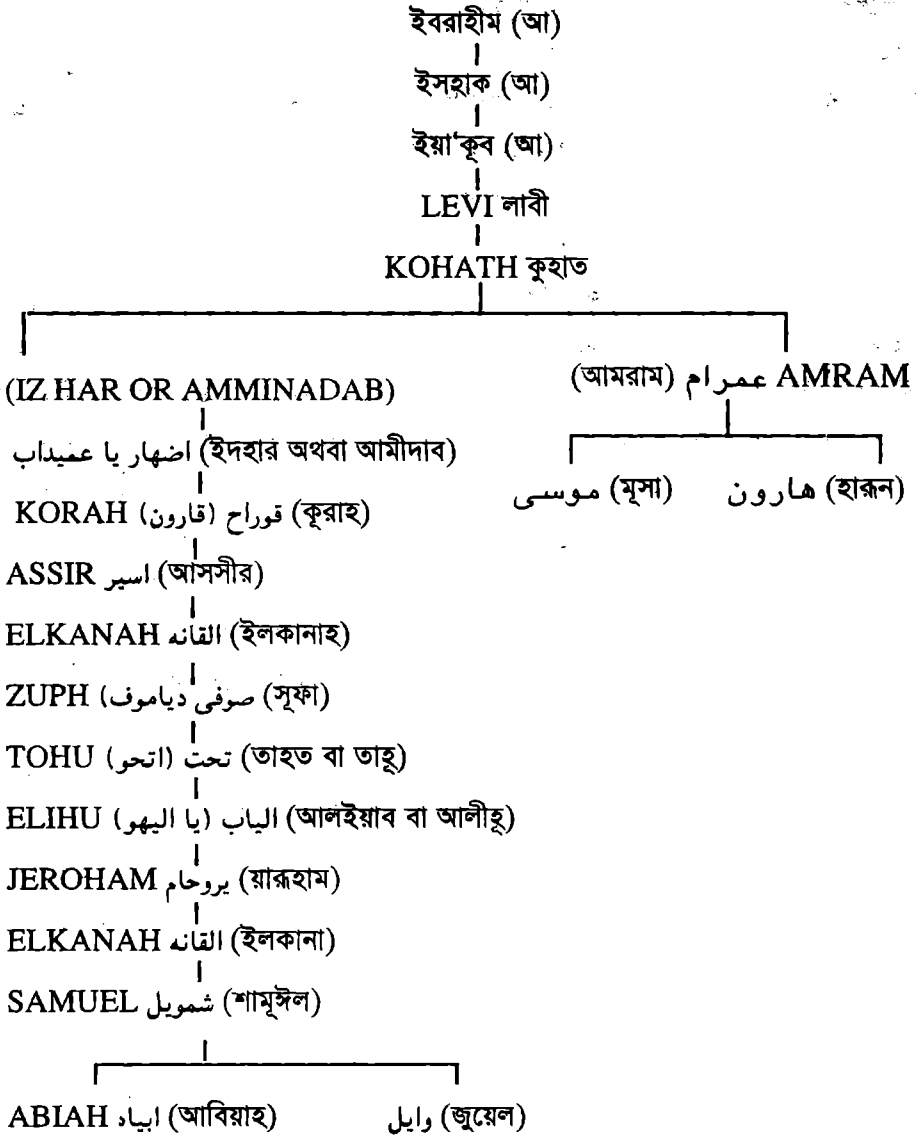 ইবরাহীম (আ)
ইসহাক (আ)
ইয়া'কূব (আ)
LEVI লাবী
KOHATH কুহাত
(IZ HAR OR AMMINADAB)
(আমরাম) عمرام AMRAM
اضهار يا عميداب (ইদহার অথবা আমীদাব)
موسى (মূসা)
هارون (হারূন)
KORAH قوراح (قارون) (কূরাহ)
ASSIR اسير (আসসীর)
ELKANAH القانه (ইলকানাহ)
ZUPH صوفى دياموف) (সূফা)
TOHU تحت (اتحو) (তাহত বা তাহূ)
ELIHU الياب (يا اليهو) (আলইয়াব বা আলীহূ)
JEROHAM يروحام (য়ারূহাম)
ELKANAH القانه (ইলকানা)
SAMUEL شمويل (শামূঈল)
ABIAH ابياه (আবিয়াহ)
وايل (জুয়েল)